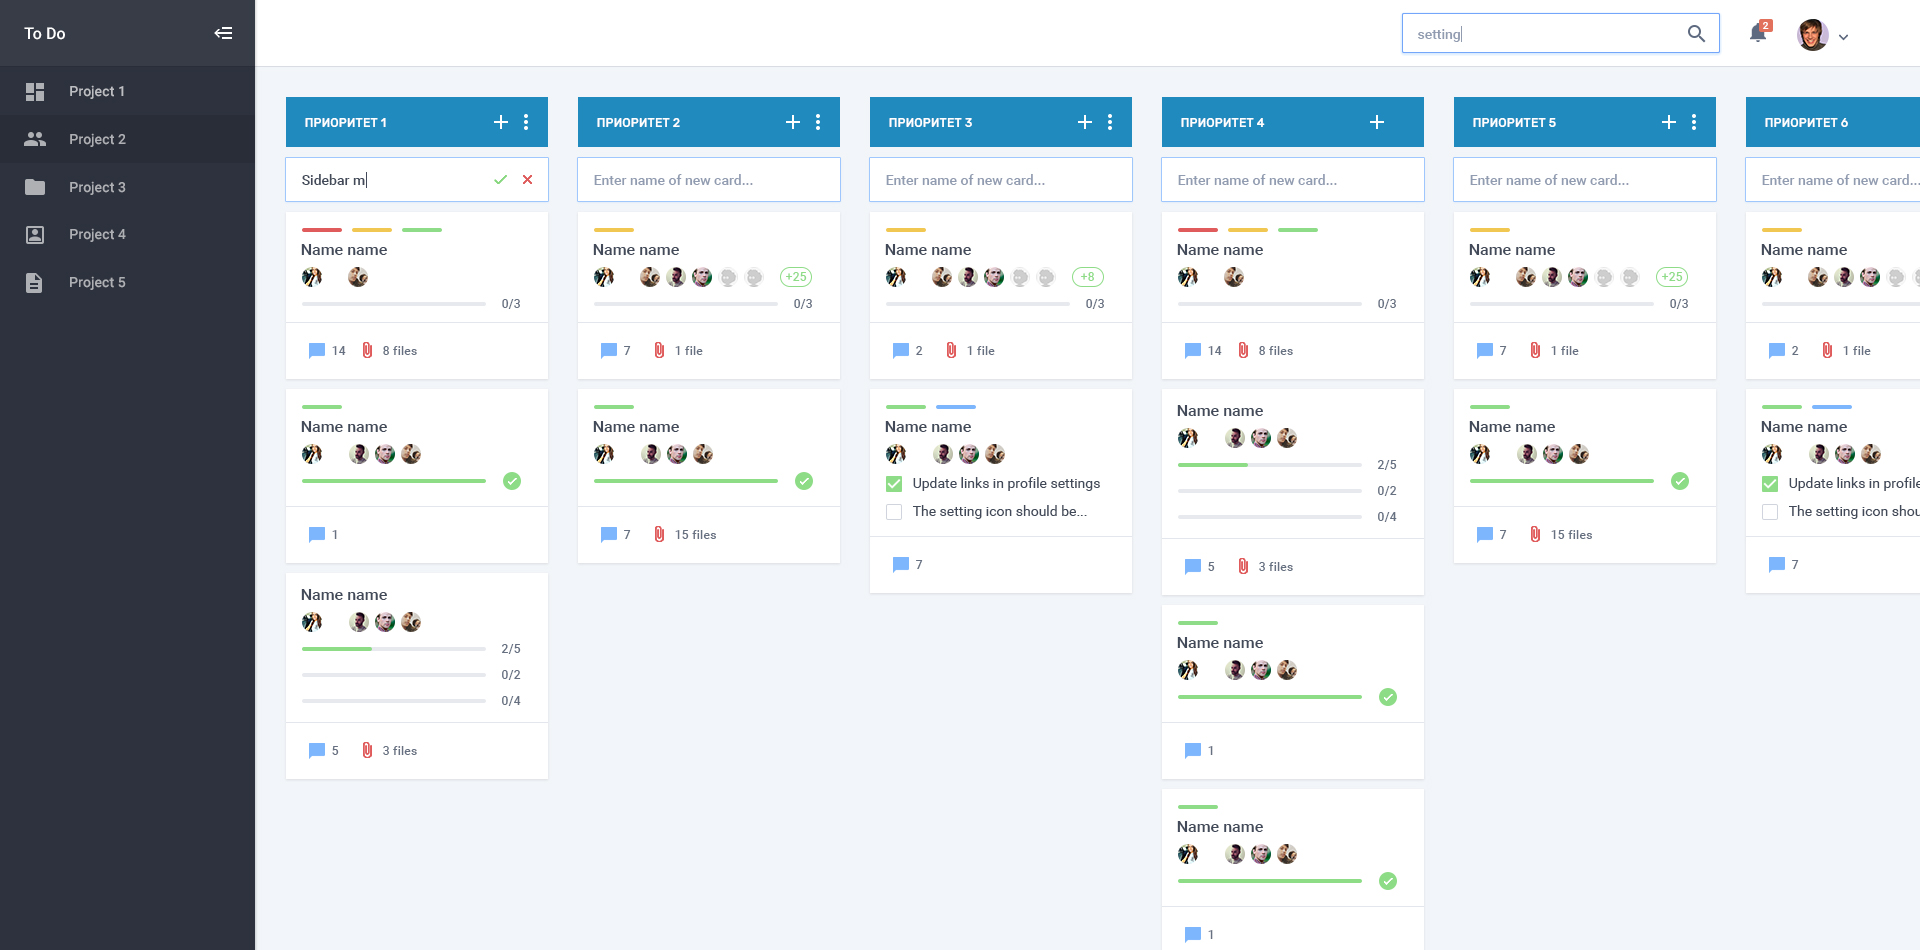 To Do
setting
2
Project 1
Project 2
Project 3
Project 4
Project 5
ПРИОРИТЕТ 1
Sidebar m
Name name
0/3
14 8 files
Name name
1
Name name
2/5
0/2
0/4
5 3 files
ПРИОРИТЕТ 2
Enter name of new card...
Name name
+25
0/3
7 1 file
Name name
7 15 files
ПРИОРИТЕТ 3
Enter name of new card...
Name name
+8
0/3
2 1 file
Name name
Update links in profile settings
The setting icon should be...
7
ПРИОРИТЕТ 4
Enter name of new card...
Name name
0/3
14 8 files
Name name
2/5
0/2
0/4
5 3 files
Name name
1
Name name
1
ПРИОРИТЕТ 5
Enter name of new card...
Name name
+25
0/3
7 1 file
Name name
7 15 files
ПРИОРИТЕТ 6
Enter name of new card...
Name name
2 1 file
Name name
Update links in profile
The setting icon shou
7